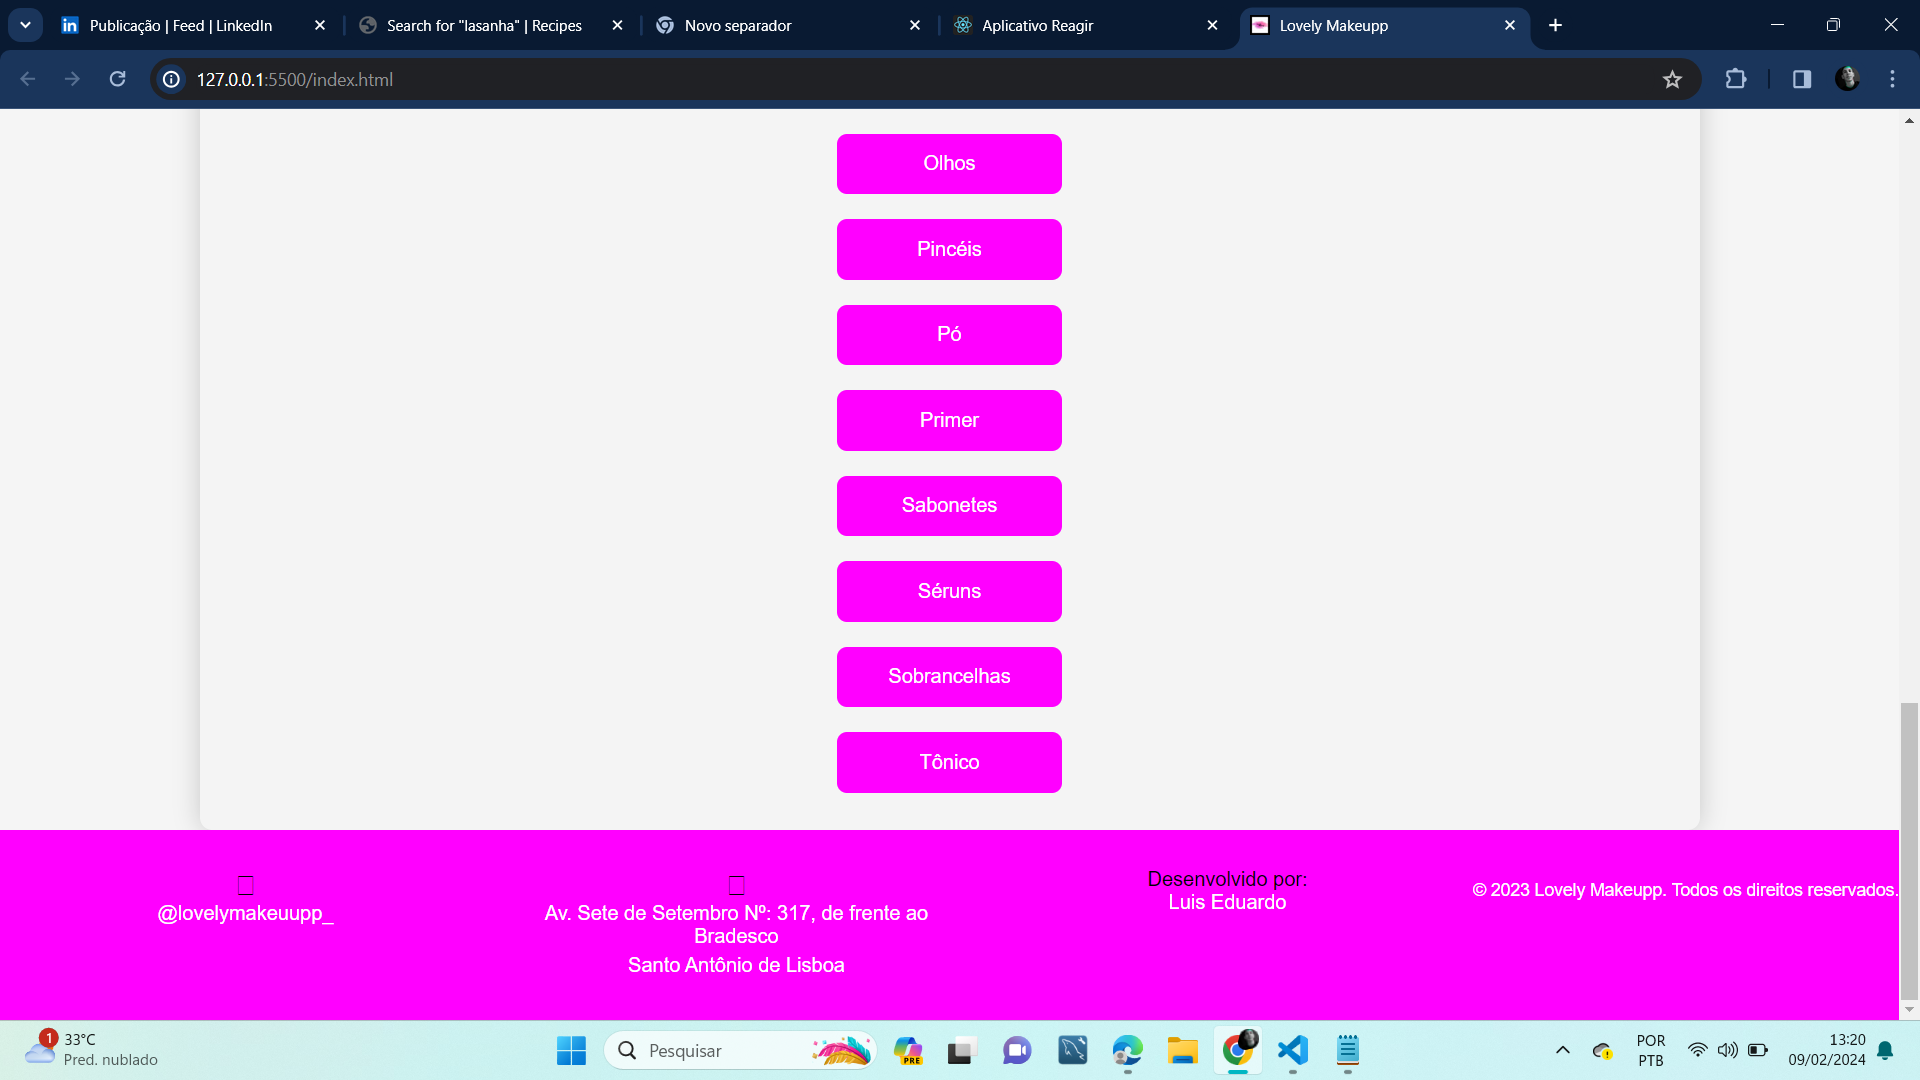 Publicação | Feed | LinkedIn
Search for "lasanha" | Recipes
Novo separador
Aplicativo Reagir
Lovely Makeupp
127.0.0.1:5500/index.html
Olhos
Pincéis
Pó
Primer
Sabonetes
Séruns
Sobrancelhas
Tônico
@lovelymakeuupp_
Av. Sete de Setembro Nº: 317, de frente ao
Bradesco
Santo Antônio de Lisboa
Desenvolvido por:
Luis Eduardo
© 2023 Lovely Makeupp. Todos os direitos reservados.
1
33°C
Pred. nublado
Pesquisar
PRE
POR
PTB
13:20
09/02/2024